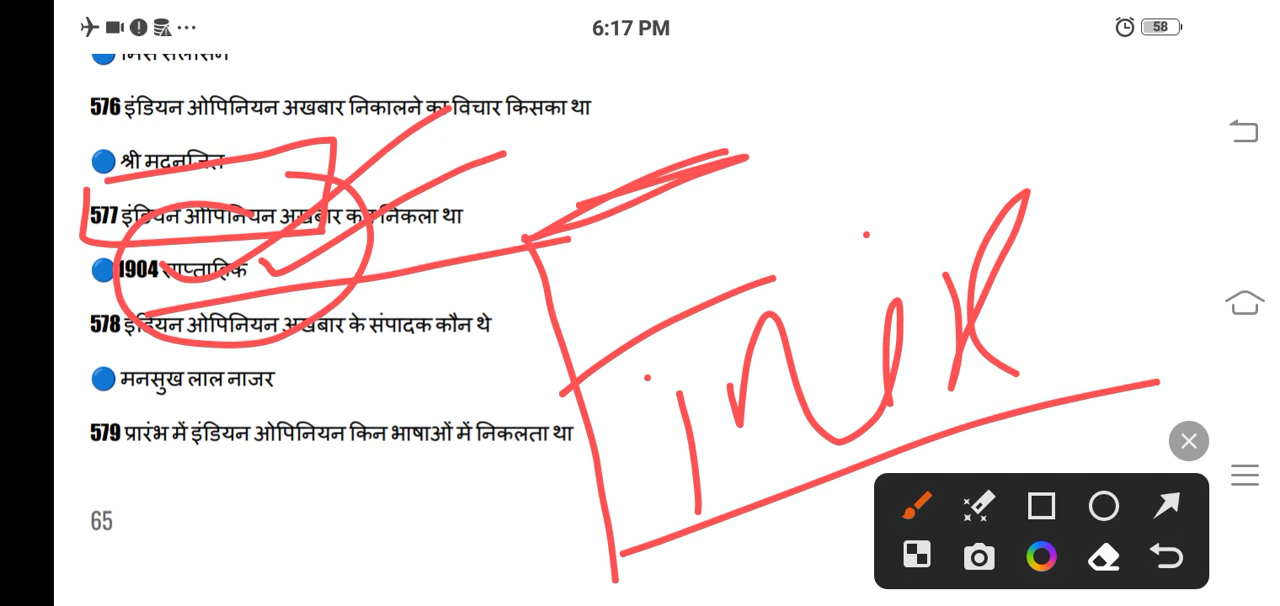 6:17 PM
58
576 इंडियन ओपिनियन अखबार निकालने का विचार किसका था
श्री मदनजित
577 इंडियन ओपिनियन अखबार कब निकला था
1904 साप्ताहिक
578 इंडियन ओपिनियन अखबार के संपादक कौन थे
मनसुख लाल नाजर
579 प्रारंभ में इंडियन ओपिनियन किन भाषाओं में निकलता था
65